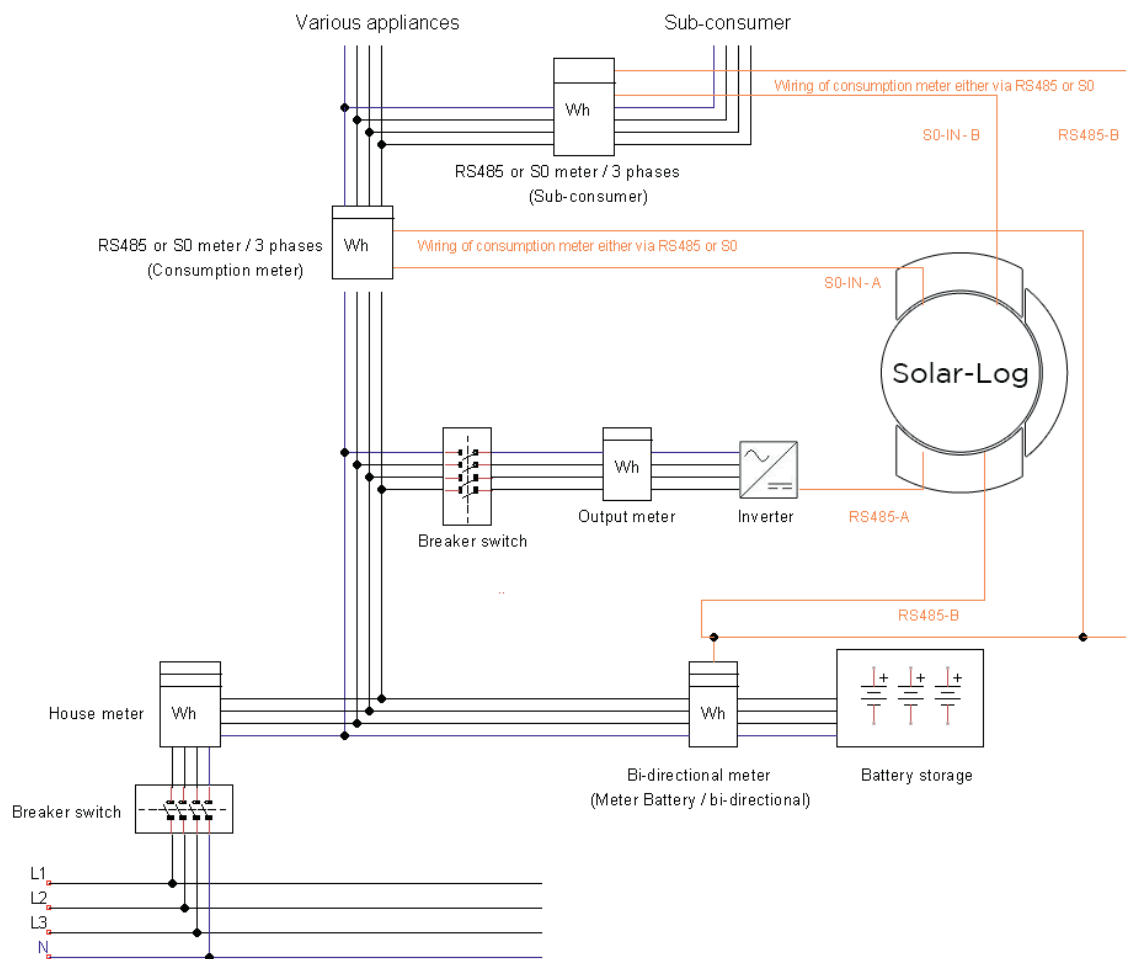 Various appliances
Sub-consumer
Wiring of consumption meter either via RS485 or S0
Wh
S0-IN - B
RS485-B
RS485 or S0 meter / 3 phases
(Sub-consumer)
RS485 or S0 meter / 3 phases
(Consumption meter)
Wh
Wiring of consumption meter either via RS485 or S0
S0-IN - A
Solar-Log
Wh
Output meter
Inverter
RS485-A
Breaker switch
..
RS485-B
House meter
Wh
Wh
+ + +
Bi-directional meter
(Meter Battery / bi-directional)
Battery storage
Breaker switch
L1
L2
L3
N